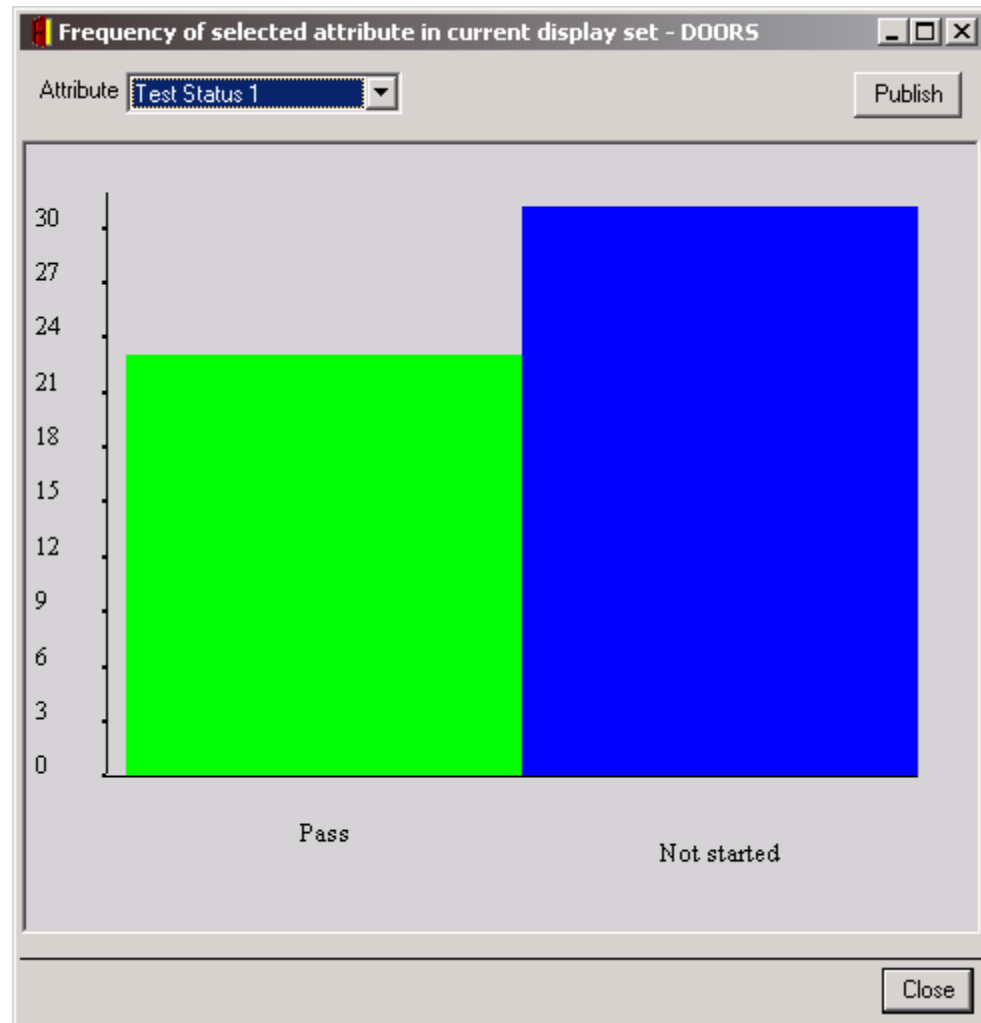 Frequency of selected attribute in current display set - DOORS
Attribute Test Status 1 Publish
30
27
24
21
18
15
12
9
6
3
0
Pass
Not started
Close